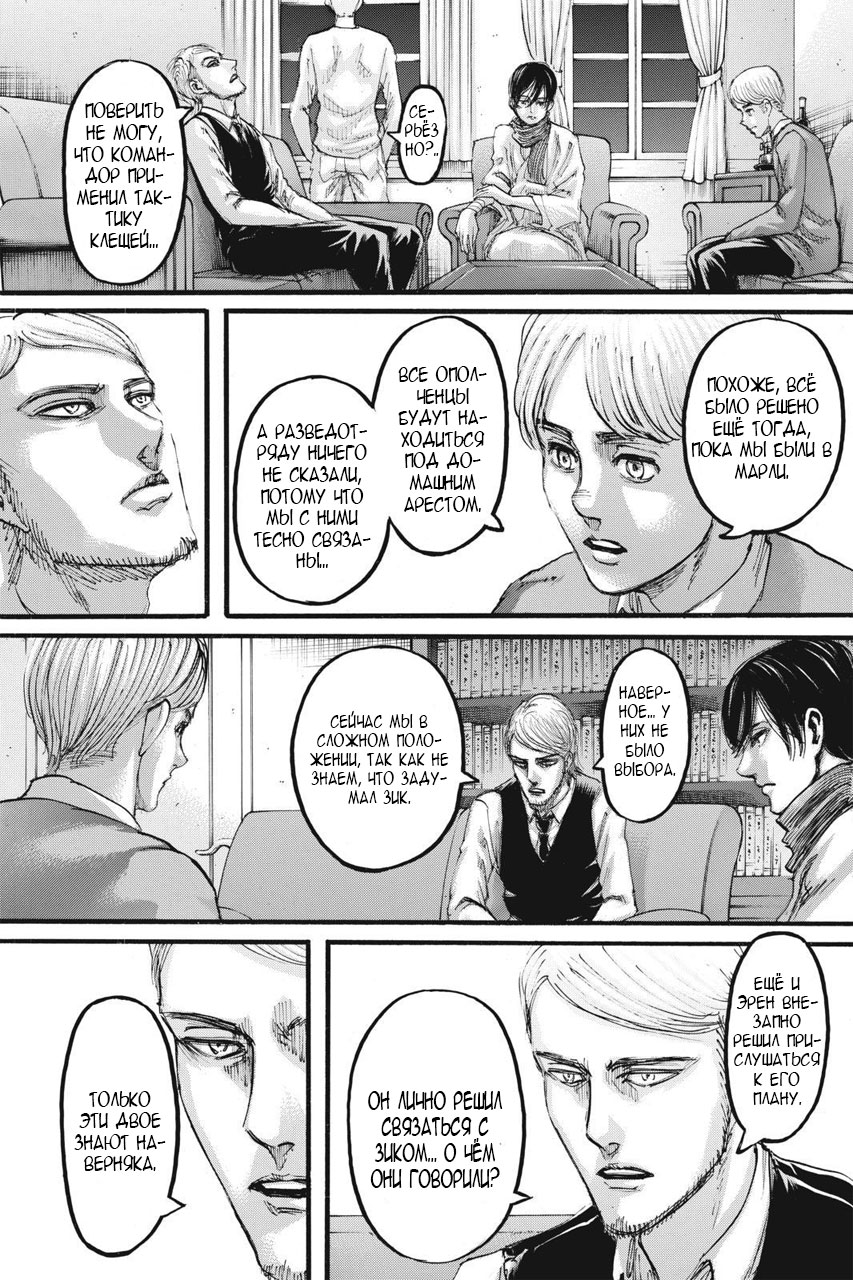 СЕ-
РЬЁЗ
НО?..
ПОВЕРИТЬ
НЕ МОГУ,
ЧТО КОМАН-
ДОР ПРИ-
МЕНИЛ ТАК-
ТИКУ
КЛЕЩЕЙ...
ПОХОЖЕ, ВСЁ
БЫЛО РЕШЕНО
ЕЩЁ ТОГДА,
ПОКА МЫ БЫЛИ В
МАРЛИ.
ВСЕ ОПОЛ-
ЧЕНЦЫ
БУДУТ НА-
ХОДИТЬСЯ
ПОД ДО-
МАШНИМ
АРЕСТОМ.
А РАЗВЕДОТ-
РЯДУ НИЧЕГО
НЕ СКАЗАЛИ,
ПОТОМУ ЧТО
МЫ С НИМИ
ТЕСНО СВЯЗА-
НЫ...
НАВЕР-
НОЕ... У
НИХ НЕ
БЫЛО
ВЫБОРА.
СЕЙЧАС МЫ В
СЛОЖНОМ ПОЛО-
ЖЕНИИ, ТАК КАК НЕ
ЗНАЕМ, ЧТО ЗАДУ-
МАЛ ЗИК.
ЕЩЁ И
ЭРЕН ВНЕ-
ЗАПНО
РЕШИЛ ПРИ-
СЛУШАТЬСЯ
К ЕГО
ПЛАНУ.
ОН ЛИЧНО РЕШИЛ
СВЯЗАТЬСЯ С
ЗИКОМ... О ЧЁМ
ОНИ ГОВОРИЛИ?
ТОЛЬКО
ЭТИ ДВОЕ
ЗНАЮТ НА-
ВЕРНЯКА.